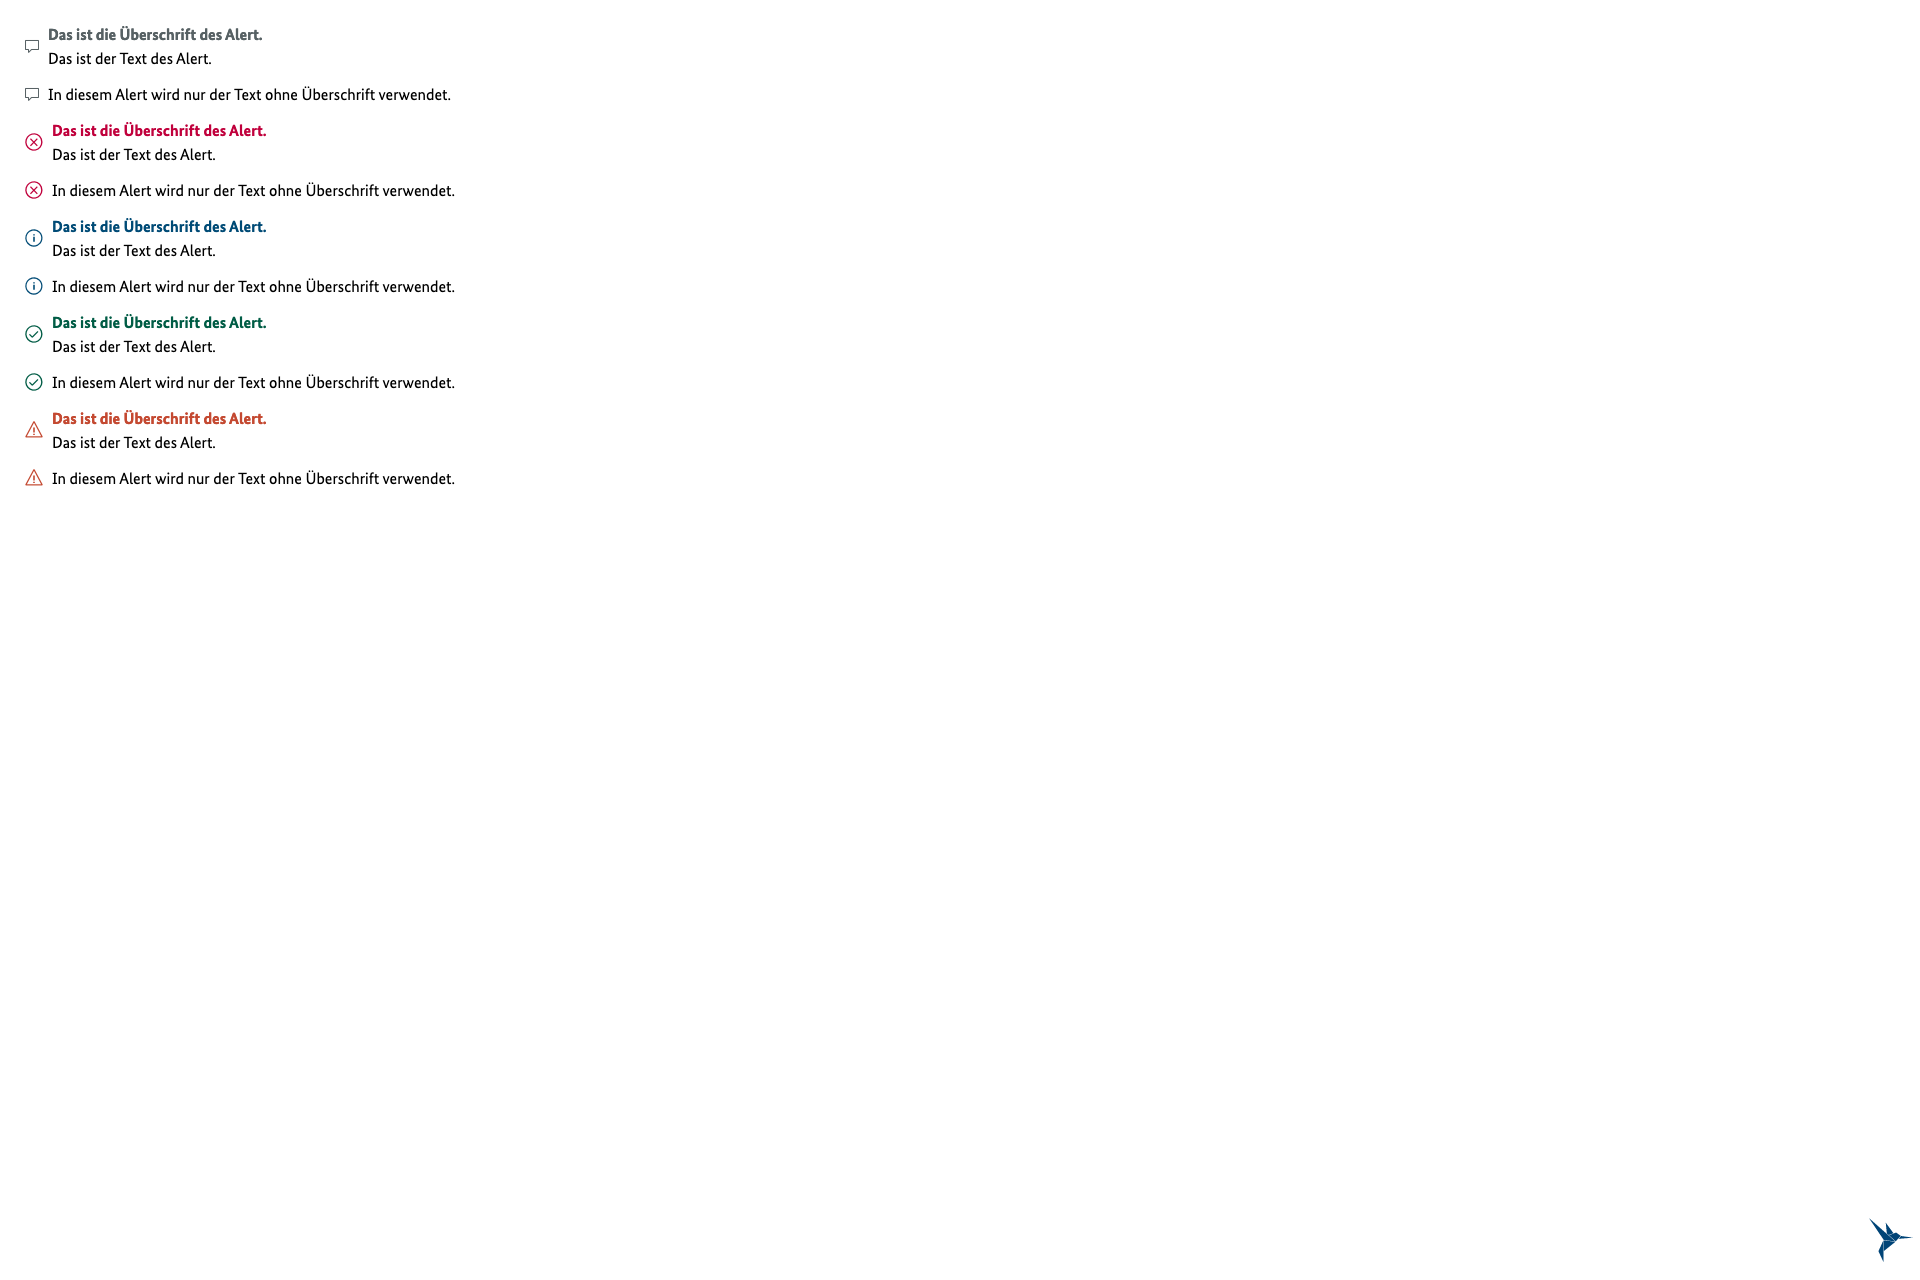 Das ist die Überschrift des Alert.
Das ist der Text des Alert.
In diesem Alert wird nur der Text ohne Überschrift verwendet.
Das ist die Überschrift des Alert.
Das ist der Text des Alert.
In diesem Alert wird nur der Text ohne Überschrift verwendet.
Das ist die Überschrift des Alert.
Das ist der Text des Alert.
In diesem Alert wird nur der Text ohne Überschrift verwendet.
Das ist die Überschrift des Alert.
Das ist der Text des Alert.
In diesem Alert wird nur der Text ohne Überschrift verwendet.
Das ist die Überschrift des Alert.
Das ist der Text des Alert.
In diesem Alert wird nur der Text ohne Überschrift verwendet.